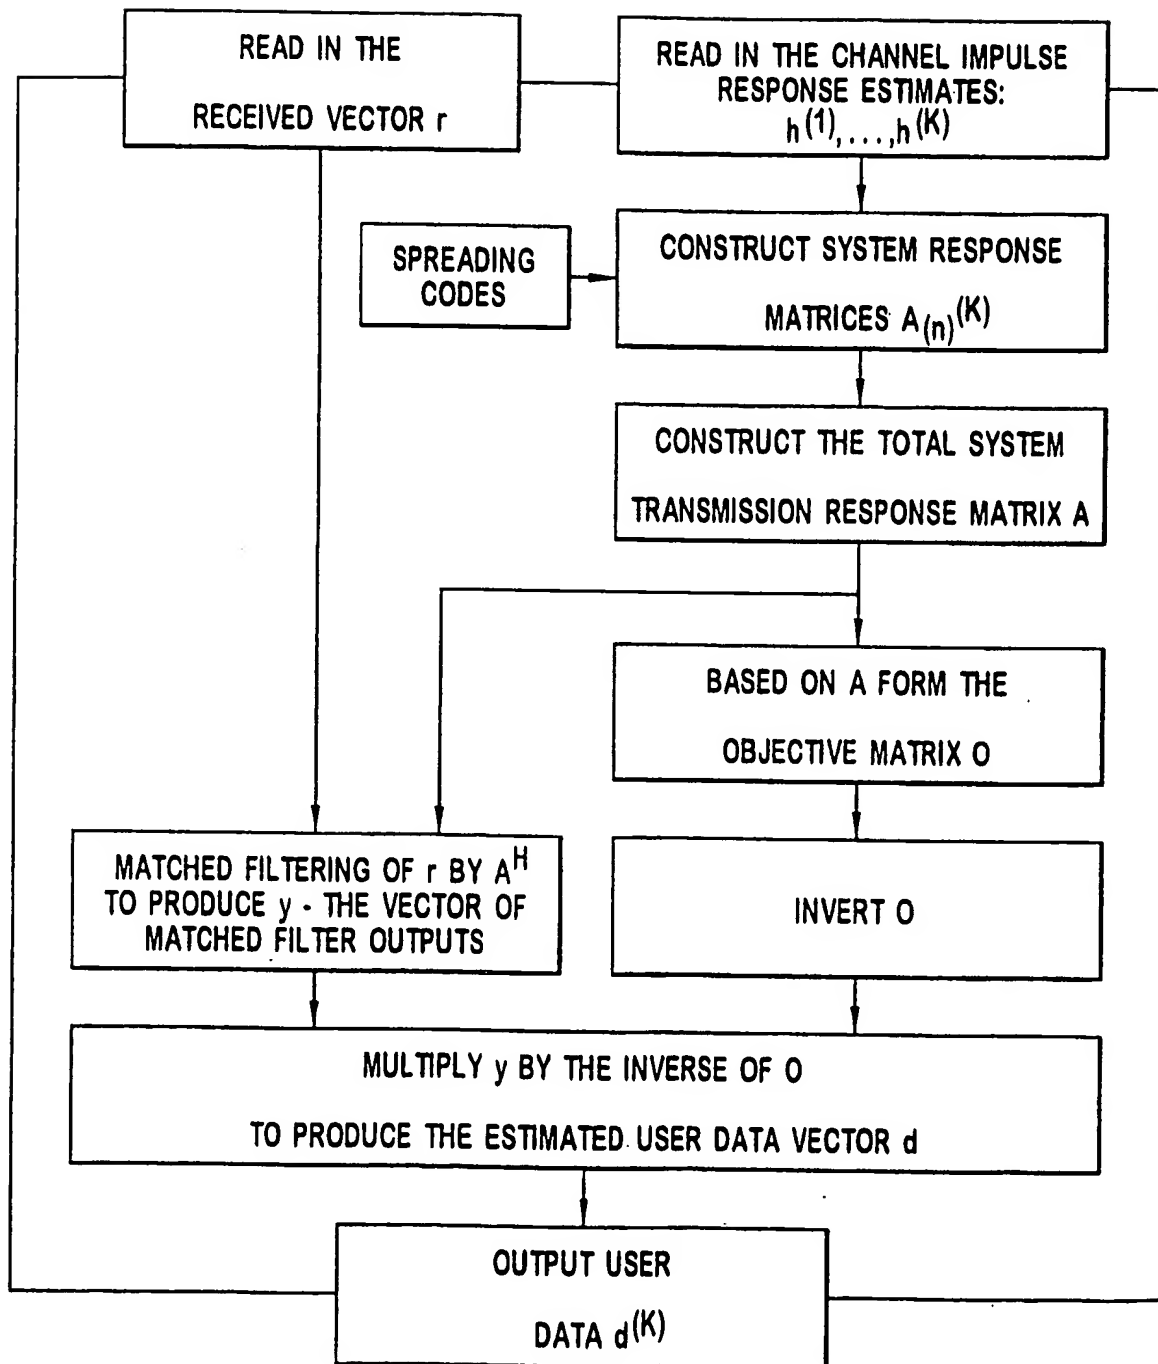 READ IN THE
RECEIVED VECTOR r
READ IN THE CHANNEL IMPULSE
RESPONSE ESTIMATES:
h(1),...,h(K)
SPREADING
CODES
CONSTRUCT SYSTEM RESPONSE
MATRICES A(n)(K)
CONSTRUCT THE TOTAL SYSTEM
TRANSMISSION RESPONSE MATRIX A
BASED ON A FORM THE
OBJECTIVE MATRIX O
MATCHED FILTERING OF r BY AH
TO PRODUCE y - THE VECTOR OF
MATCHED FILTER OUTPUTS
INVERT O
MULTIPLY y BY THE INVERSE OF O
TO PRODUCE THE ESTIMATED USER DATA VECTOR d
OUTPUT USER
DATA d(K)